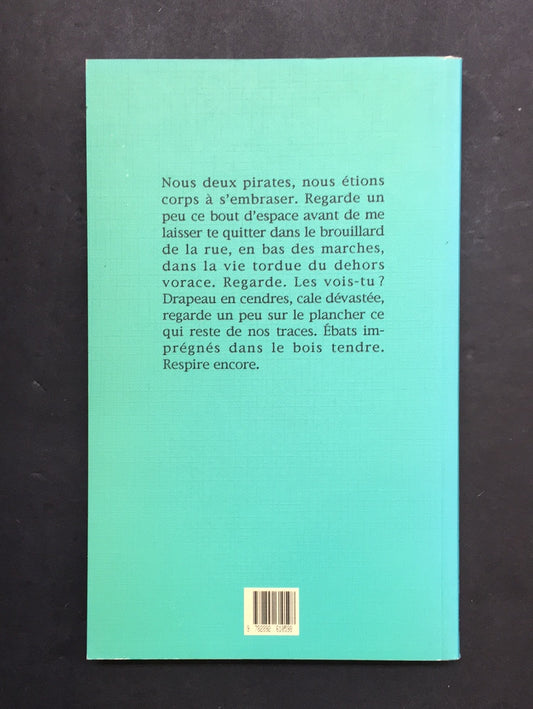 Nous deux pirates, nous étions
corps à s'embraser. Regarde un
peu ce bout d'espace avant de me
laisser te quitter dans le brouillard
de la rue, en bas des marches,
dans la vie tordue du dehors
vorace. Regarde. Les vois-tu ?
Drapeau en cendres, cale dévastée,
regarde un peu sur le plancher ce
qui reste de nos traces. Ébats im-
prégnés dans le bois tendre.
Respire encore.
9 782892 610536